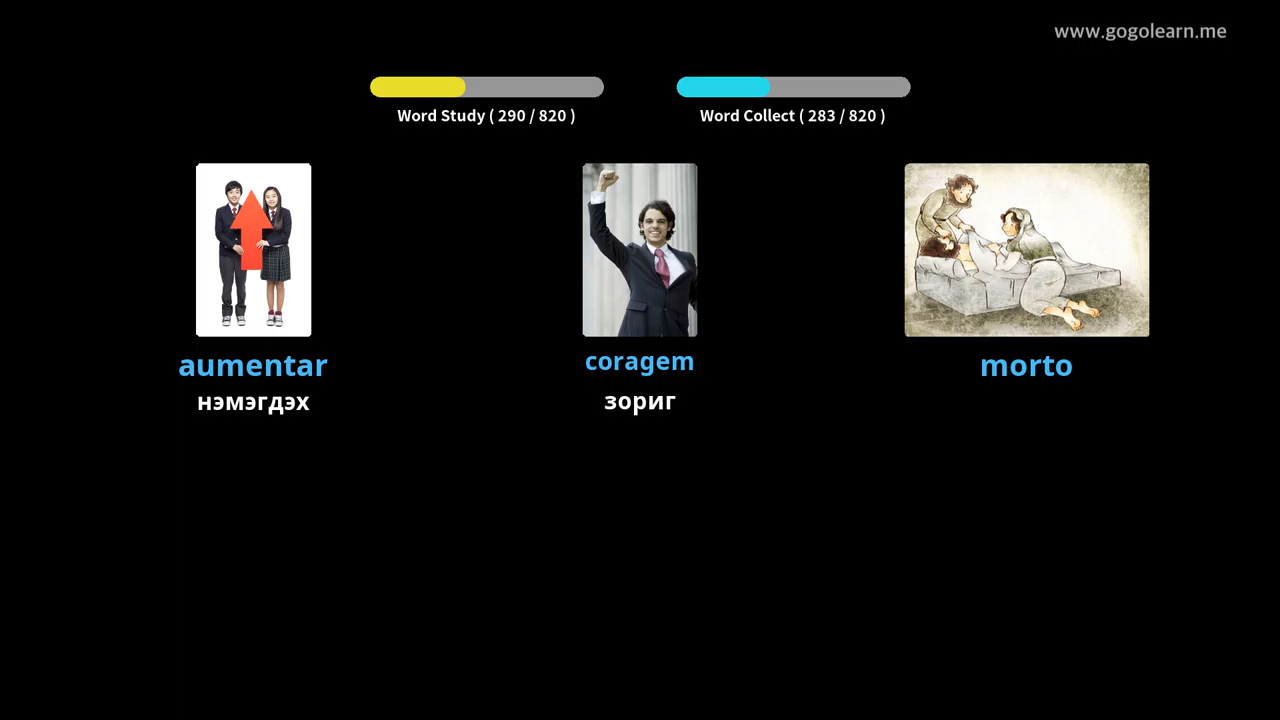 www.gogolearn.me
Word Study ( 290 / 820 )
Word Collect ( 283 / 820 )
aumentar
нэмэгдэх
coragem
зориг
morto